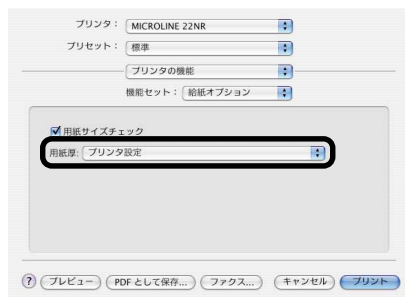 プリンタ： MICROLINE 22NR
プリセット： 標準
プリンタの機能
機能セット： 給紙オプション
用紙サイズチェック
用紙厚: プリンタ設定
? プレビュー PDF として保存... ファクス... キャンセル プリント